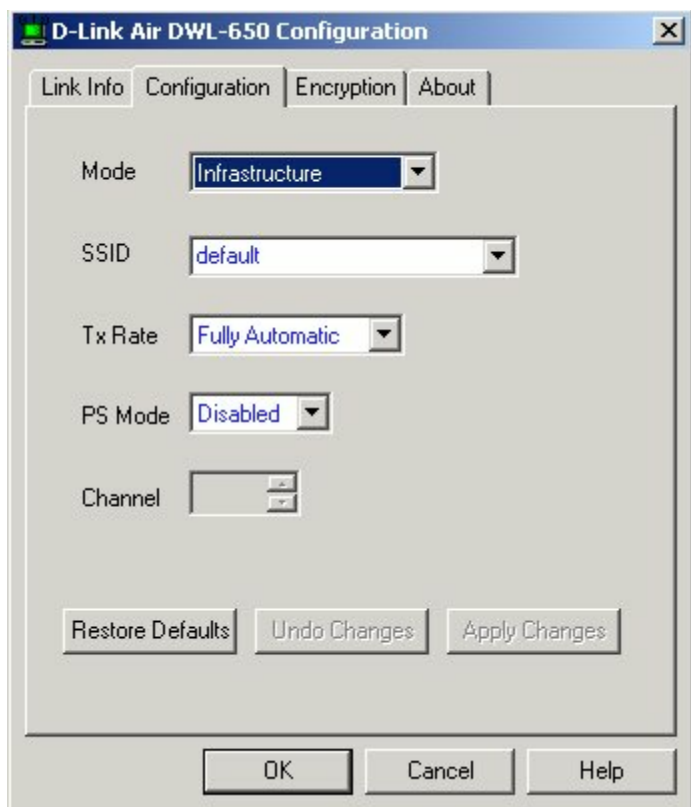 D-Link Air DWL-650 Configuration
Link Info Configuration Encryption About
Mode Infrastructure
SSID default
Tx Rate Fully Automatic
PS Mode Disabled
Channel
Restore Defaults Undo Changes Apply Changes
OK Cancel Help